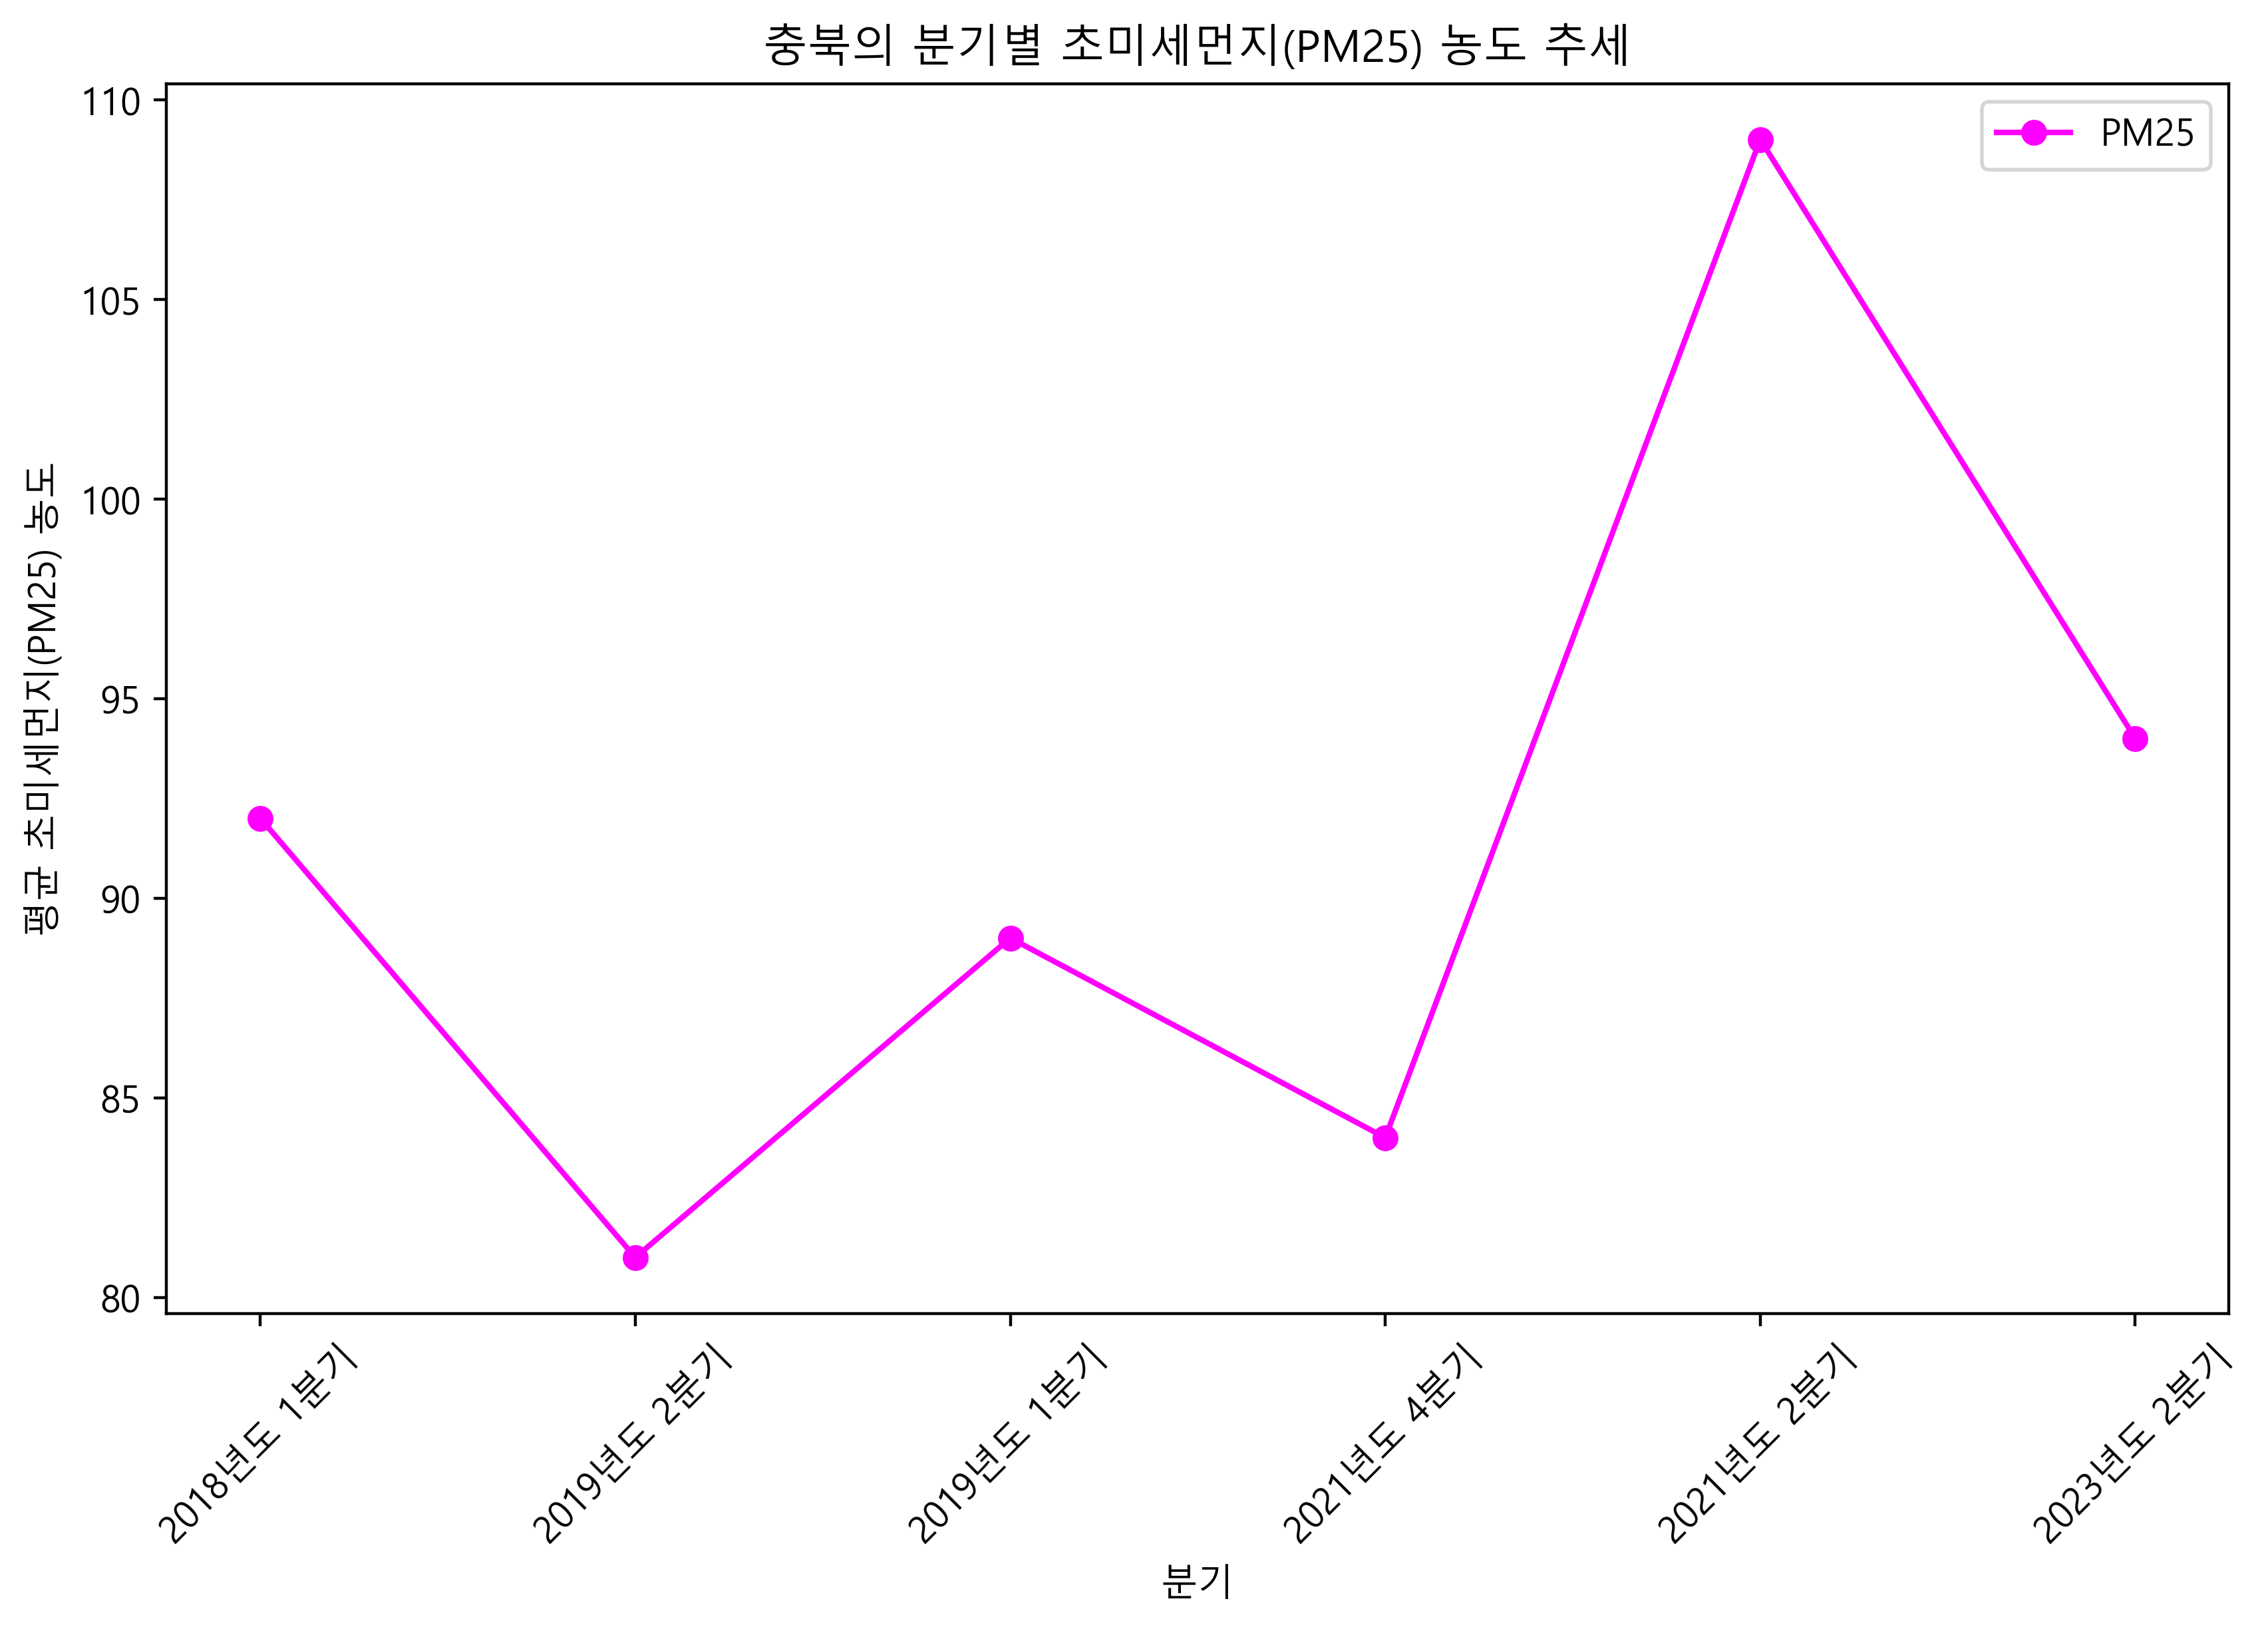 충북의 분기별 초미세먼지(PM25) 농도 추세
PM25
평균 초미세먼지(PM25) 농도
110
105
100
95
90
85
80
2018년도 1분기
2019년도 2분기
2019년도 1분기
2021년도 4분기
2021년도 2분기
2023년도 2분기
분기